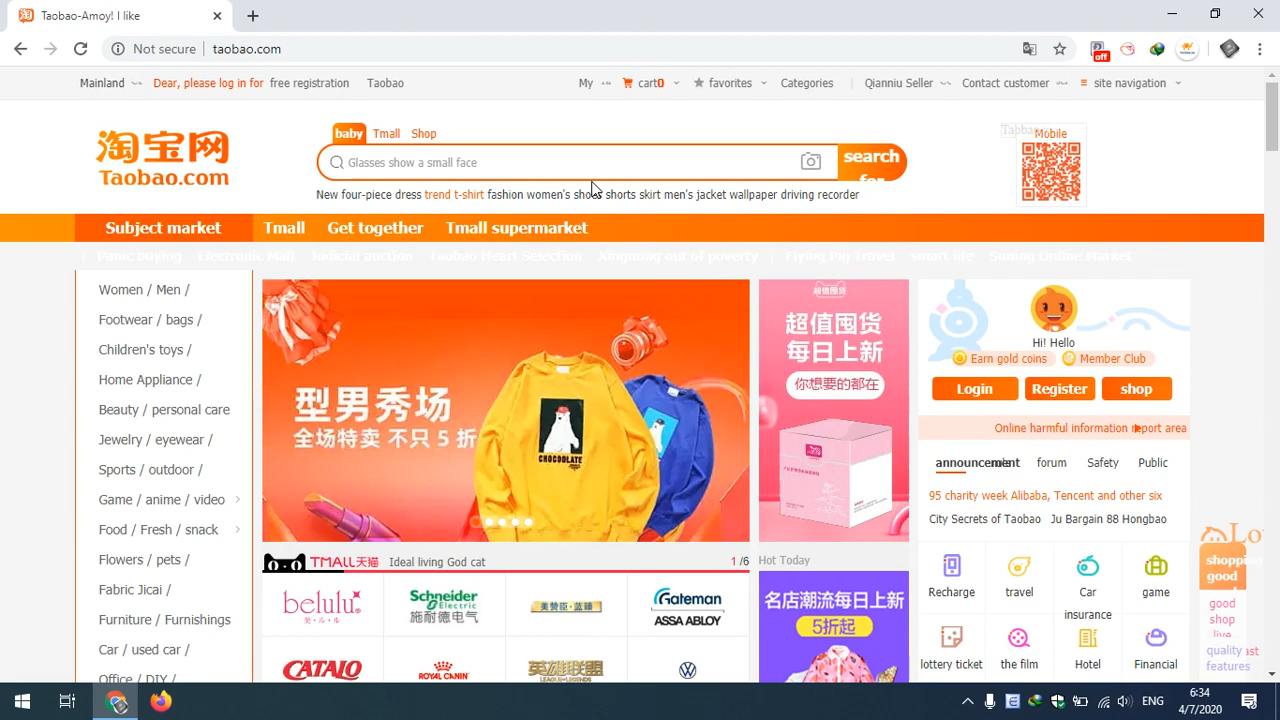 Taobao-Amoy! I like
Not secure
taobao.com
off
Mainland
Dear, please log in for free registration
Taobao
My
cart0
favorites
Categories
Qianniu Seller
Contact customer
site navigation
淘宝网
Taobao.com
baby Tmall Shop
Glasses show a small face
search
for
New four-piece dress trend t-shirt fashion women's shoes shorts skirt men's jacket wallpaper driving recorder
Mobile
Subject market
Tmall
Get together
Tmall supermarket
Panic buying
Electronic Mall
Judicial auction
Taobao Heart Selection
Xingnong out of poverty
Flying Pig Travel
smart life
Suning Online Market
Women / Men /
Footwear / bags /
Children's toys /
Home Appliance /
Beauty / personal care
Jewelry / eyewear /
Sports / outdoor /
Game / anime / video
Food / Fresh / snack
Flowers / pets /
Fabric Jicai /
Furniture / Furnishings
Car / used car /
Office / DIY /
型男秀场
全场特卖 不只 5 折
CHOCOOLATE
超值囤货
超值囤货
每日上新
你想要的都在
Hi! Hello
Earn gold coins
Member Club
Login
Register
shop
Online harmful information report area
announcement
forum
Safety
Public
95 charity week Alibaba, Tencent and other six
City Secrets of Taobao
Ju Bargain 88 Hongbao
Recharge
travel
Car
insurance
game
lottery ticket
the film
Hotel
Financial
TMALL天猫
Ideal living God cat
1 /6
belulu
美·ル·ル
Schneider
Electric
施耐德电气
美赞臣·蓝臻
Gateman
ASSA ABLOY
CATALO
ROYAL CANIN
英雄联盟
LEAGUE OF LEGENDS
Hot Today
名店潮流每日上新
5折起
shopping
good
good
shop
live
quality
features
ENG
6:34
4/7/2020